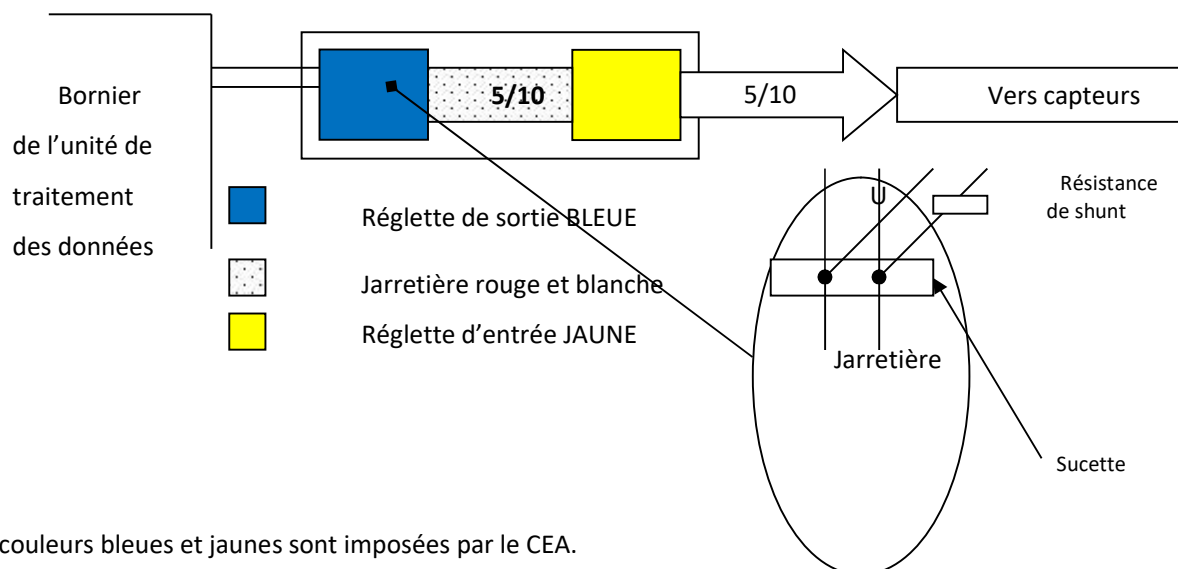 5/10
5/10
Vers capteurs
Bornier
de l’unité de
traitement
des données
Réglette de sortie BLEUE
Jarretière rouge et blanche
Réglette d’entrée JAUNE
U
Résistance
de shunt
Jarretière
Sucette
couleurs bleues et jaunes sont imposées par le CEA.